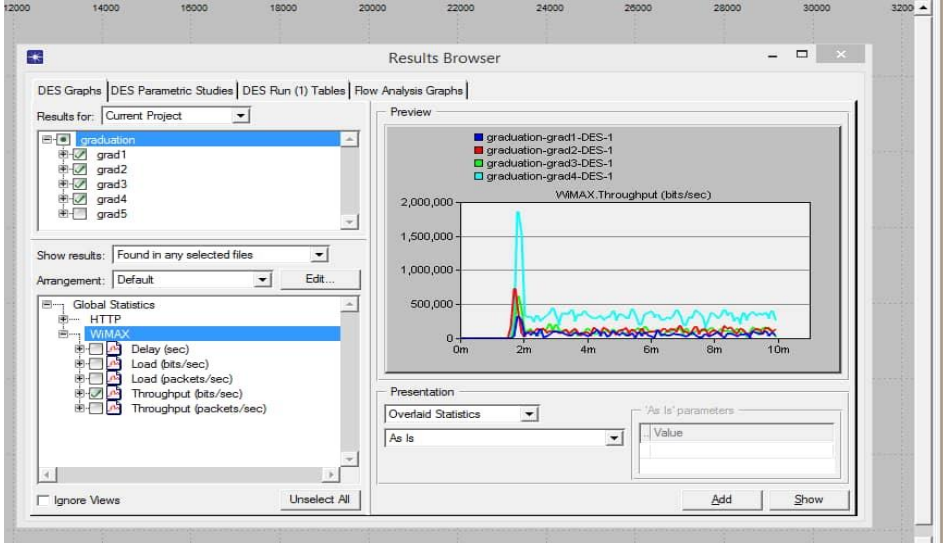 12000 14000 16000 18000 20000 22000 24000 26000 28000 30000
Results Browser
DES Graphs DES Parametric Studies DES Run (1) Tables Flow Analysis Graphs
Results for: Current Project
graduation
grad1
grad2
grad3
grad4
grad5
Show results: Found in any selected files
Arrangement: Default Edit...
Global Statistics
HTTP
WiMAX
Delay (sec)
Load (bits/sec)
Load (packets/sec)
Throughput (bits/sec)
Throughput (packets/sec)
Ignore Views Unselect All
Preview
graduation-grad1-DES-1
graduation-grad2-DES-1
graduation-grad3-DES-1
graduation-grad4-DES-1
WiMAX.Throughput (bits/sec)
2,000,000
1,500,000
1,000,000
500,000
0
0m 2m 4m 6m 8m 10m
Presentation
Overlaid Statistics
As Is
'As Is' parameters
.. Value
Add Show